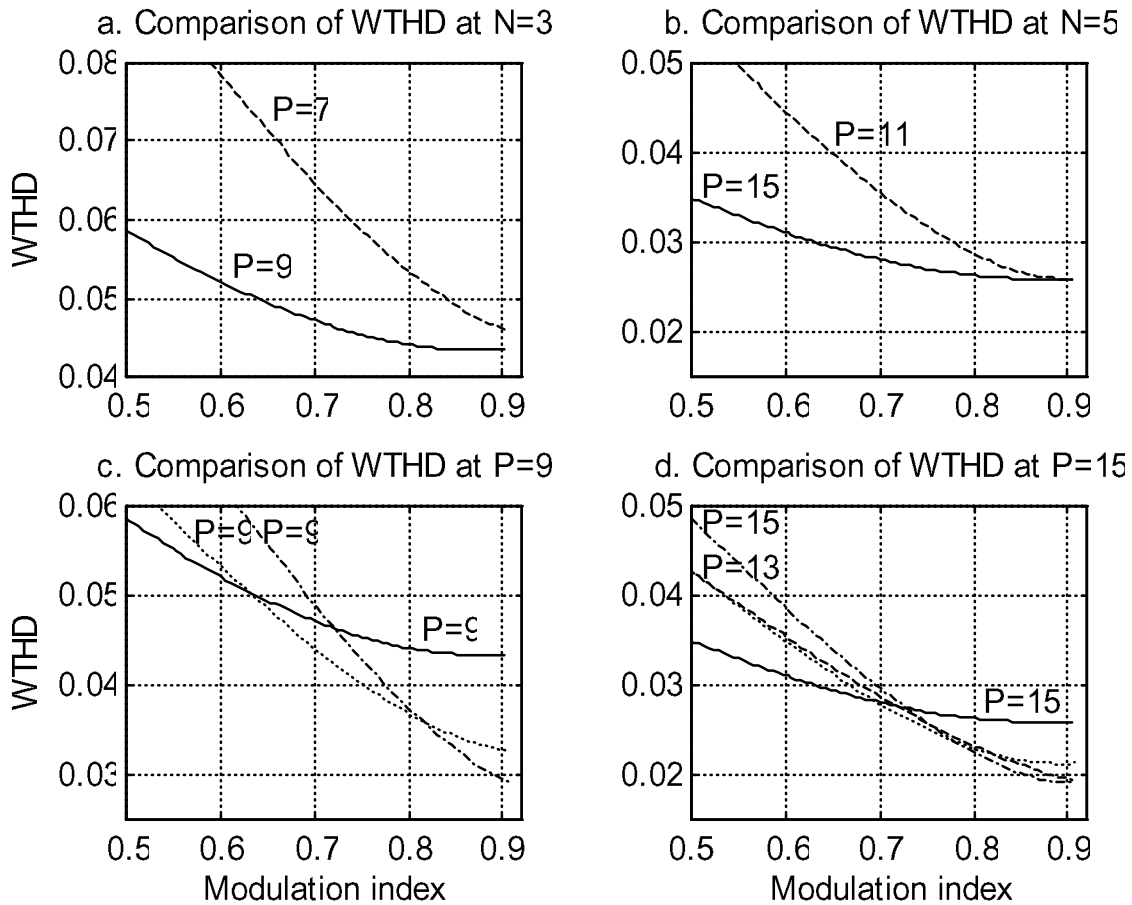 a. Comparison of WTHD at N=3
0.08
0.07
0.06
0.05
0.04
WTHD
P=7
P=9
0.5 0.6 0.7 0.8 0.9
b. Comparison of WTHD at N=5
0.05
0.04
0.03
0.02
P=11
P=15
0.5 0.6 0.7 0.8 0.9
c. Comparison of WTHD at P=9
0.06
0.05
0.04
0.03
WTHD
P=9 P=9
P=9
0.5 0.6 0.7 0.8 0.9
Modulation index
d. Comparison of WTHD at P=15
0.05
0.04
0.03
0.02
P=15
P=13
P=15
0.5 0.6 0.7 0.8 0.9
Modulation index